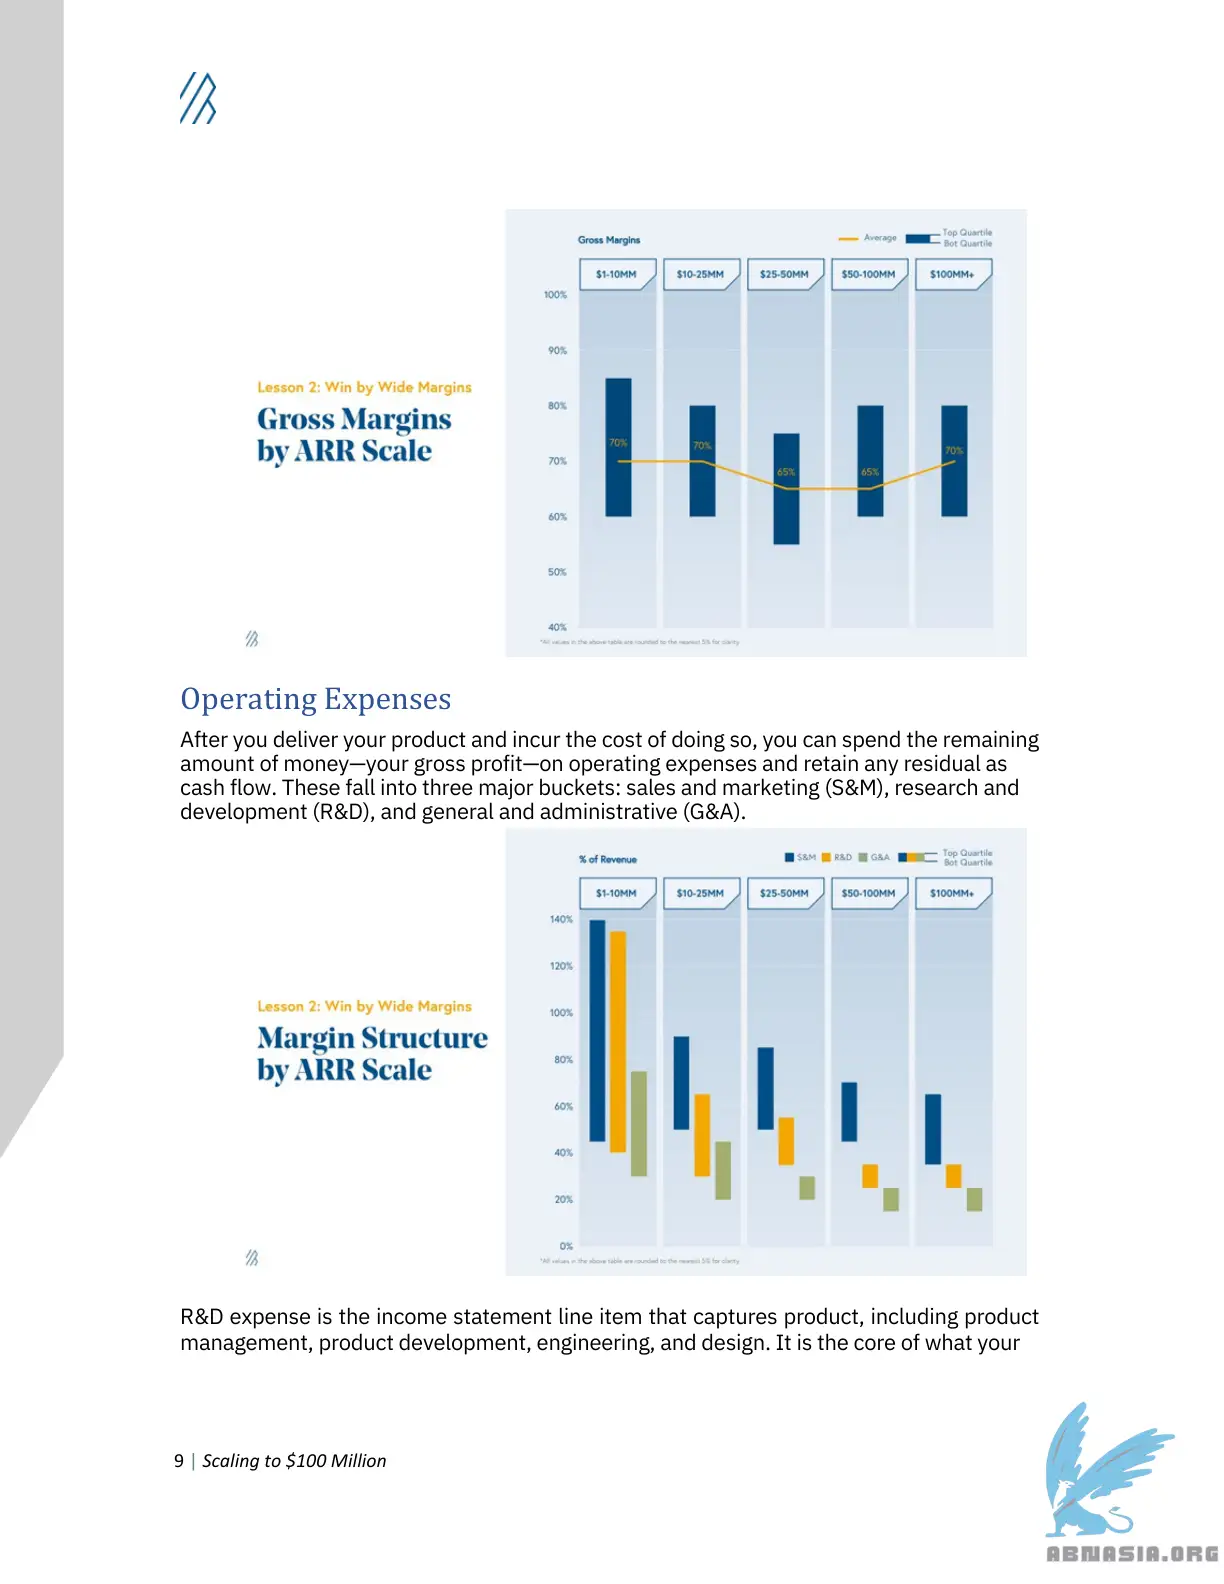 Gross Margins
Average
Top Quartile
Bot Quartile
$1-10MM
$10-25MM
$25-50MM
$50-100MM
$100MM+
100%
90%
80%
70%
60%
50%
40%
70%
70%
65%
65%
70%
*All values in the above table are rounded to the nearest 5% for clarity
Lesson 2: Win by Wide Margins
Gross Margins
by ARR Scale
Operating Expenses
After you deliver your product and incur the cost of doing so, you can spend the remaining
amount of money—your gross profit—on operating expenses and retain any residual as
cash flow. These fall into three major buckets: sales and marketing (S&M), research and
development (R&D), and general and administrative (G&A).
% of Revenue
S&M
R&D
G&A
Top Quartile
Bot Quartile
$1-10MM
$10-25MM
$25-50MM
$50-100MM
$100MM+
140%
120%
100%
80%
60%
40%
20%
0%
*All values in the above table are rounded to the nearest 5% for clarity
Lesson 2: Win by Wide Margins
Margin Structure
by ARR Scale
R&D expense is the income statement line item that captures product, including product
management, product development, engineering, and design. It is the core of what your
9 | Scaling to $100 Million
ABNASIA.ORG